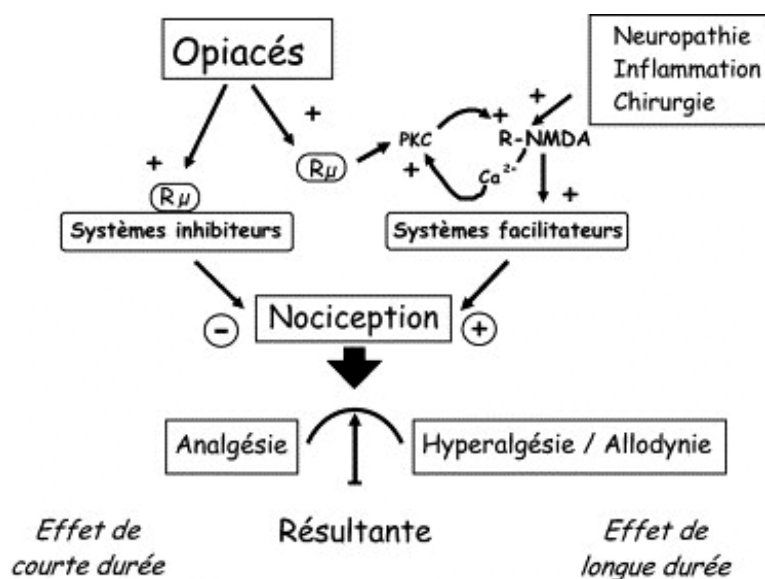 Opiacés
Neuropathie
Inflammation
Chirurgie
+
+
+
+
PKC
R-NMDA
Rμ
+
Ca²⁻
+
+
Rμ
Systèmes inhibiteurs
Systèmes facilitateurs
−
Nociception
+
Analgésie
Hyperalgésie / Allodynie
Effet de
courte durée
Résultante
Effet de
longue durée